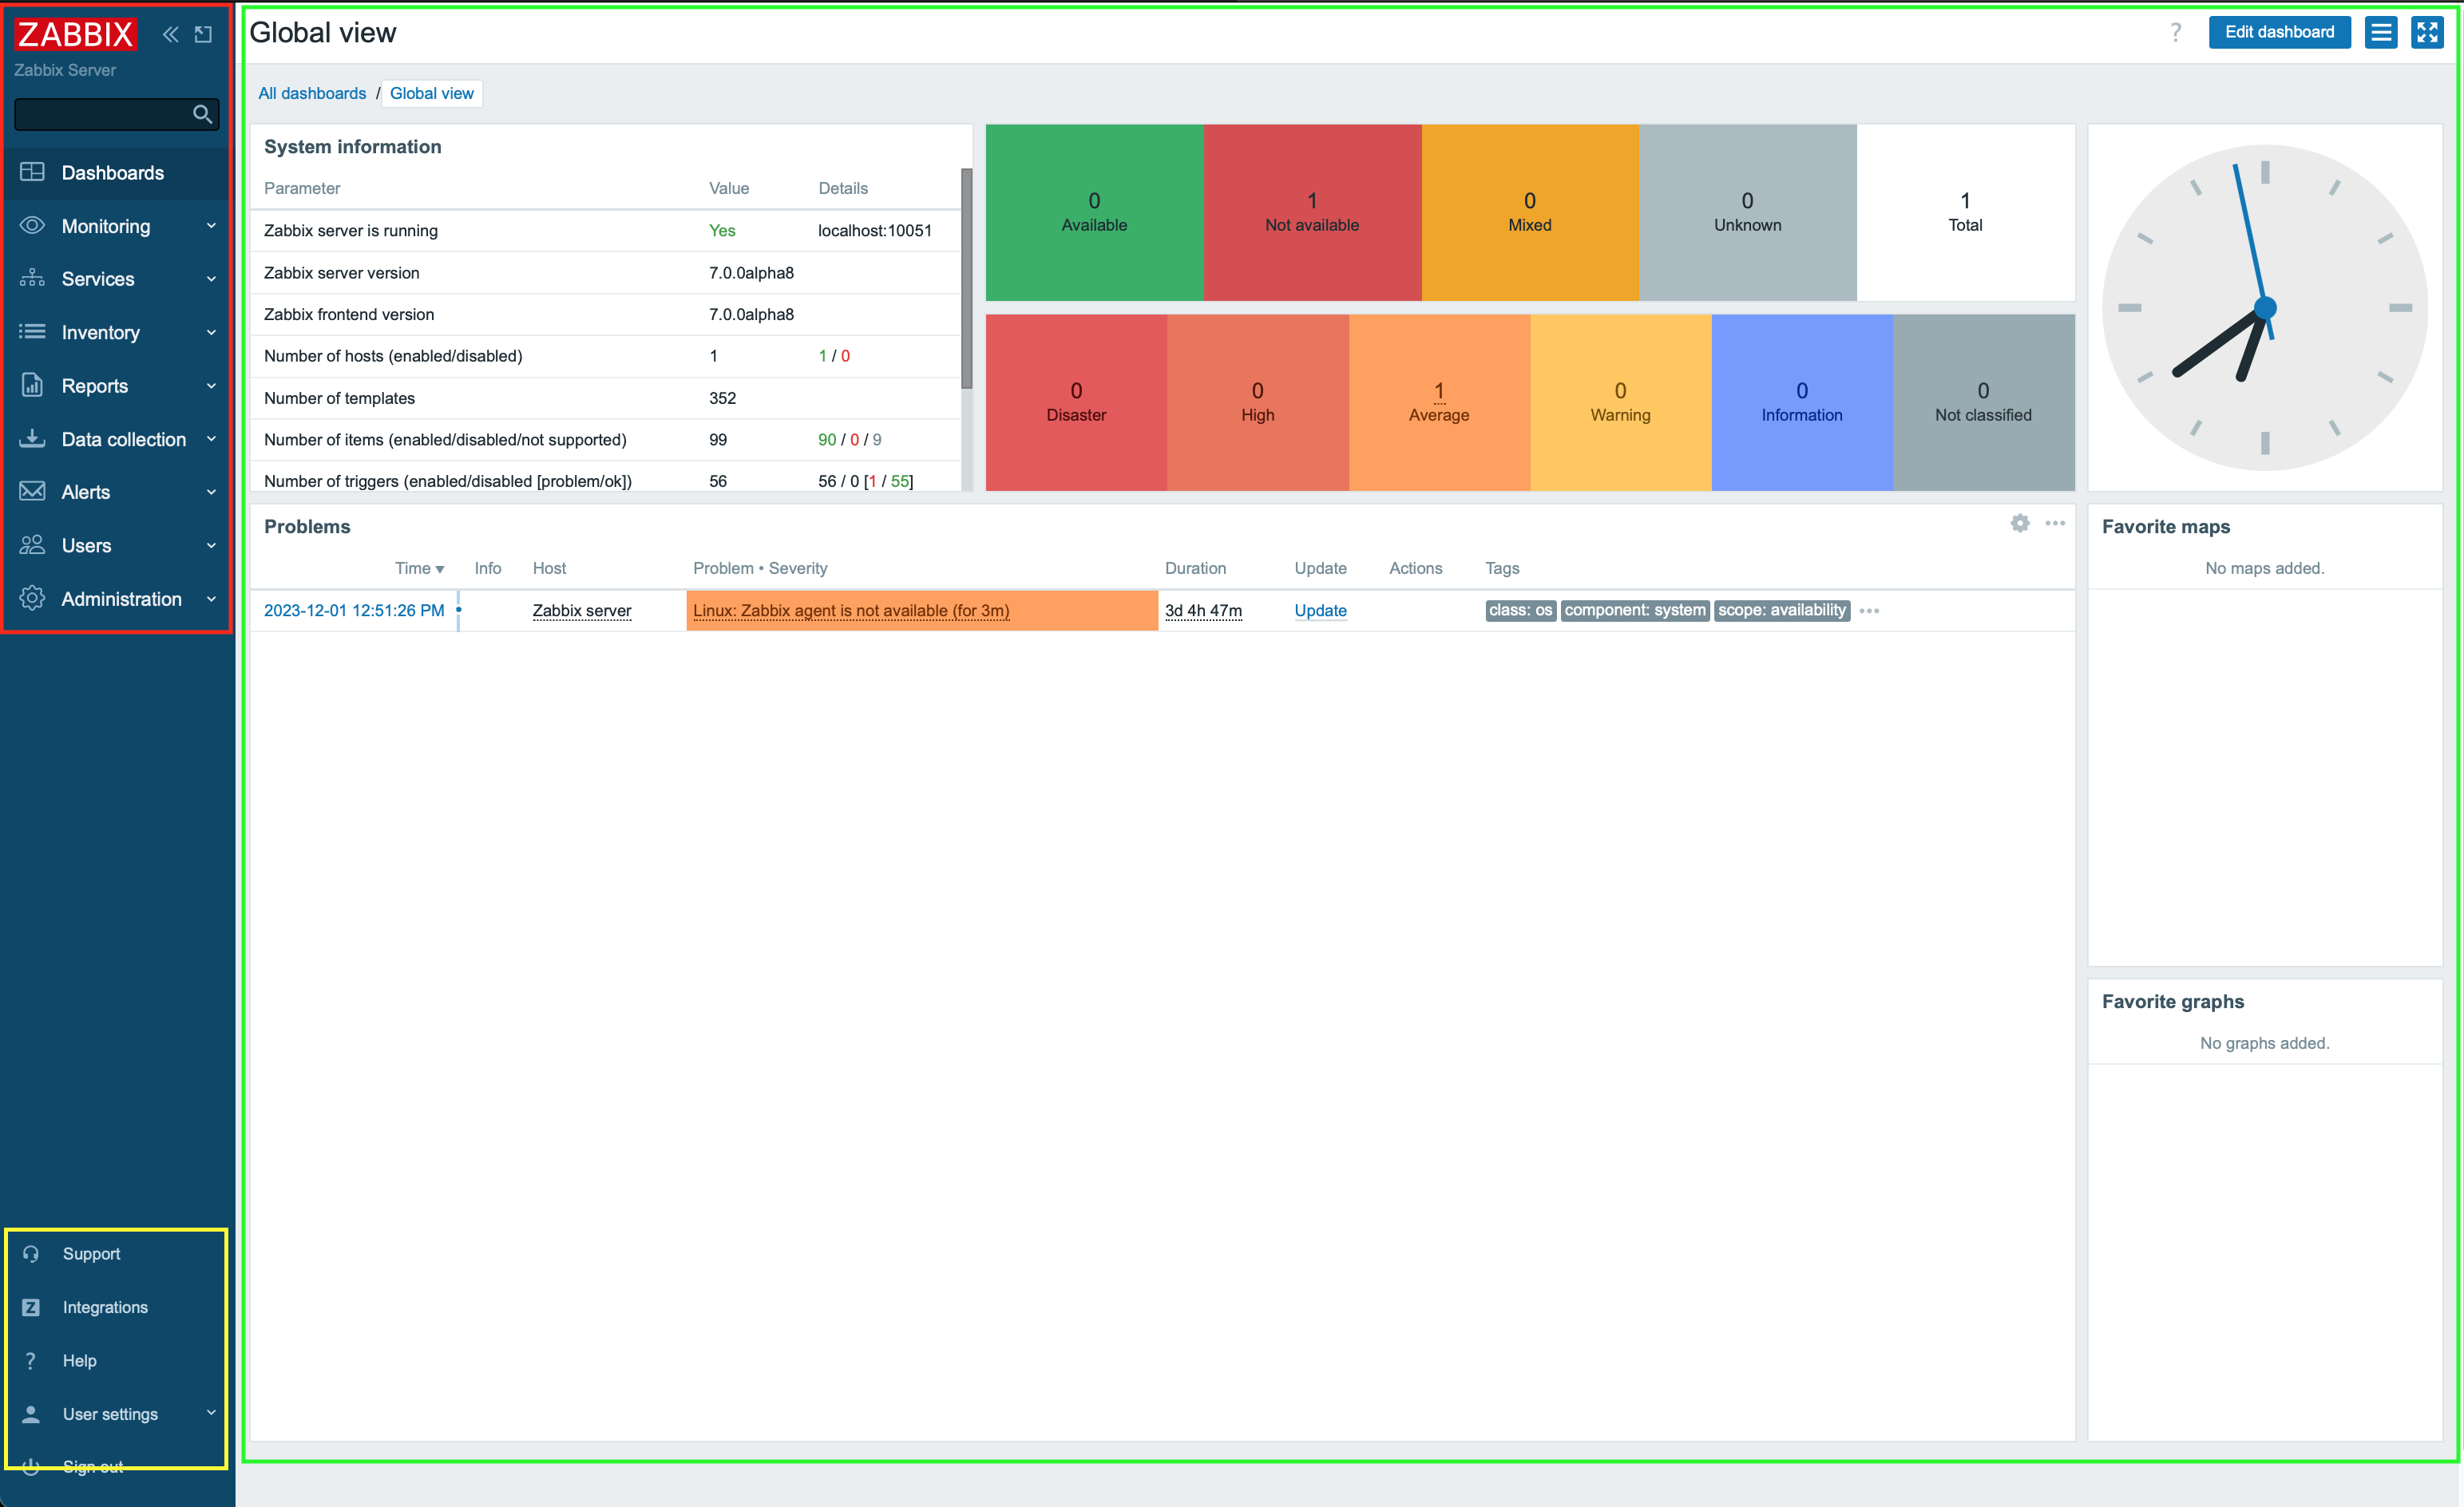 ZABBIX
Zabbix Server
Dashboards
Monitoring
Services
Inventory
Reports
Data collection
Alerts
Users
Administration
Support
Z Integrations
? Help
User settings
Sign out
Global view
? Edit dashboard
All dashboards / Global view
System information
Parameter Value Details
Zabbix server is running Yes localhost:10051
Zabbix server version 7.0.0alpha8
Zabbix frontend version 7.0.0alpha8
Number of hosts (enabled/disabled) 1 1 / 0
Number of templates 352
Number of items (enabled/disabled/not supported) 99 90 / 0 / 9
Number of triggers (enabled/disabled [problem/ok]) 56 56 / 0 [1 / 55]
0 1 0 0 1
Available Not available Mixed Unknown Total
0 0 1 0 0 0
Disaster High Average Warning Information Not classified
Problems
Time Info Host Problem • Severity Duration Update Actions Tags
2023-12-01 12:51:26 PM Zabbix server Linux: Zabbix agent is not available (for 3m) 3d 4h 47m Update class: os component: system scope: availability
Favorite maps
No maps added.
Favorite graphs
No graphs added.